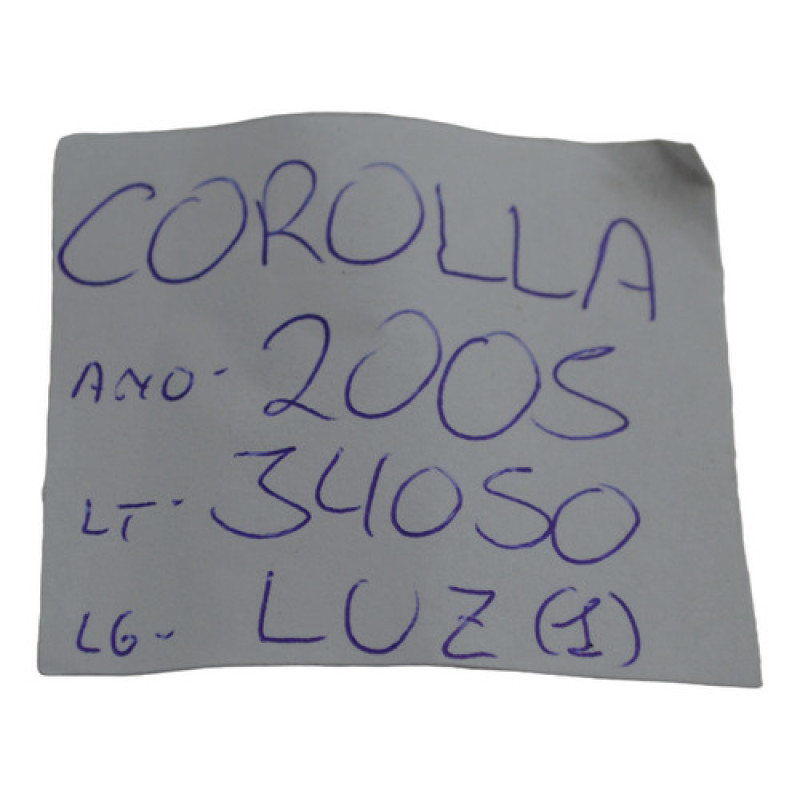 COROLLA
ANO- 2005
LT- 34050
LG- LUZ (1)